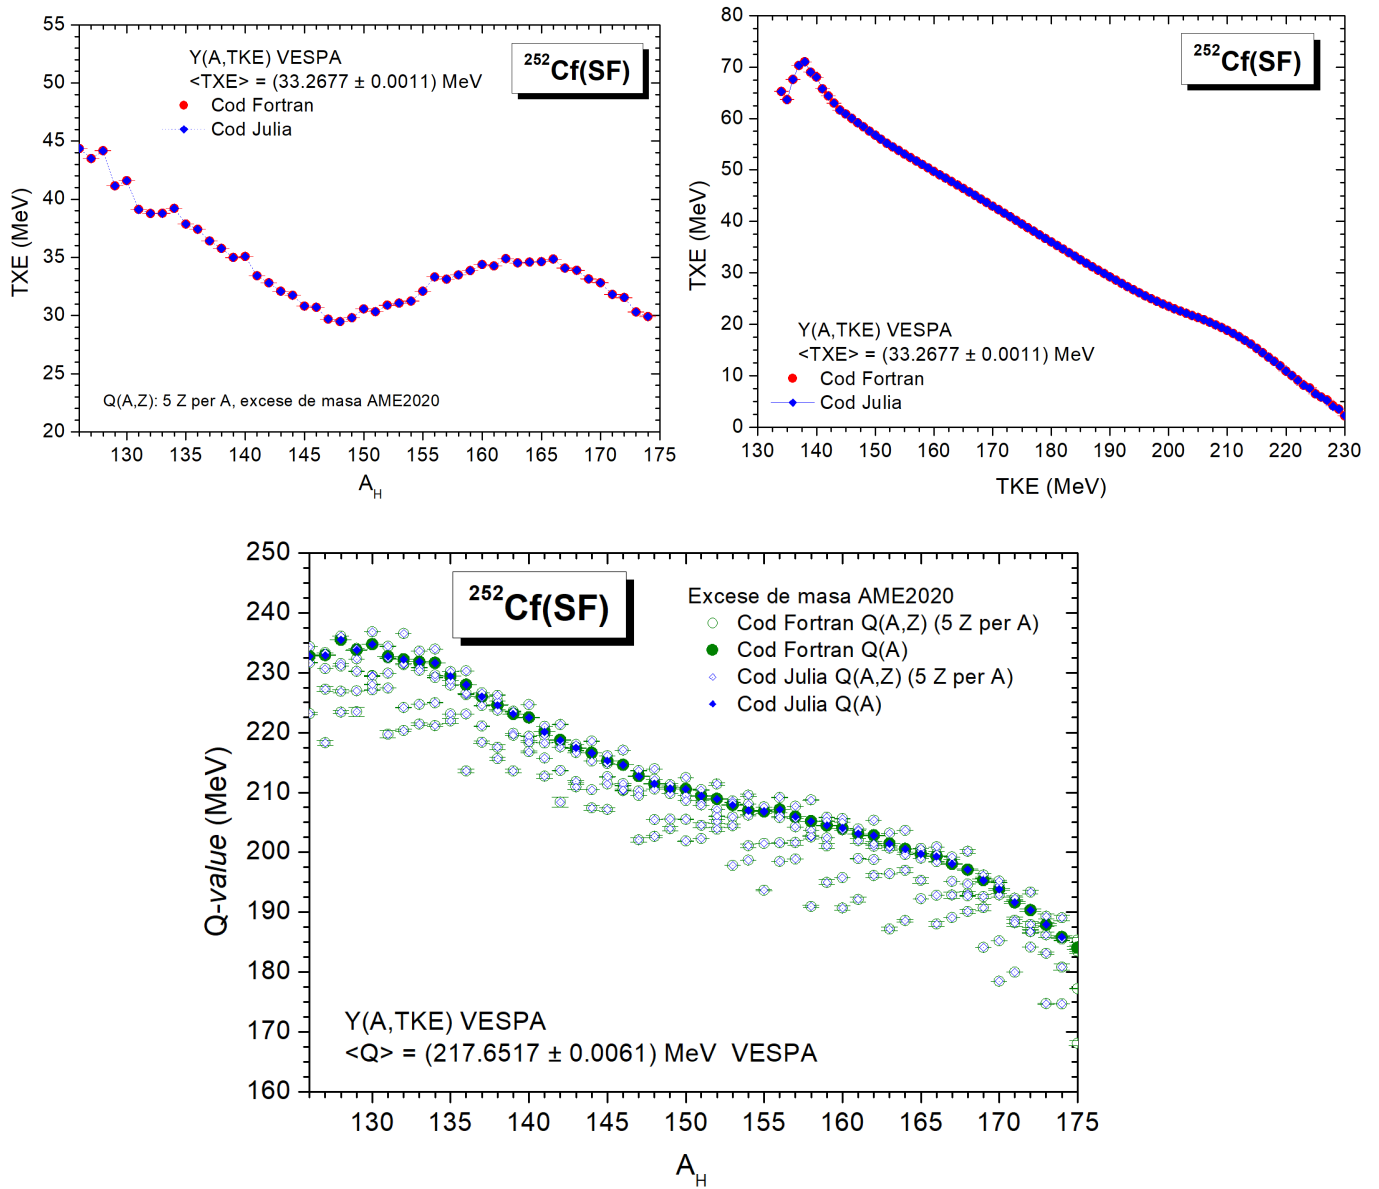 55
50
45
40
35
30
25
20
TXE (MeV)
Y(A,TKE) VESPA
<TXE> = (33.2677 ± 0.0011) MeV
Cod Fortran
Cod Julia
252Cf(SF)
Q(A,Z): 5 Z per A, excese de masa AME2020
130 135 140 145 150 155 160 165 170 175
AH
80
70
60
50
40
30
20
10
0
TXE (MeV)
252Cf(SF)
Y(A,TKE) VESPA
<TXE> = (33.2677 ± 0.0011) MeV
Cod Fortran
Cod Julia
130 140 150 160 170 180 190 200 210 220 230
TKE (MeV)
250
240
230
220
210
200
190
180
170
160
Q-value (MeV)
252Cf(SF)
Excese de masa AME2020
Cod Fortran Q(A,Z) (5 Z per A)
Cod Fortran Q(A)
Cod Julia Q(A,Z) (5 Z per A)
Cod Julia Q(A)
Y(A,TKE) VESPA
<Q> = (217.6517 ± 0.0061) MeV VESPA
130 135 140 145 150 155 160 165 170 175
AH